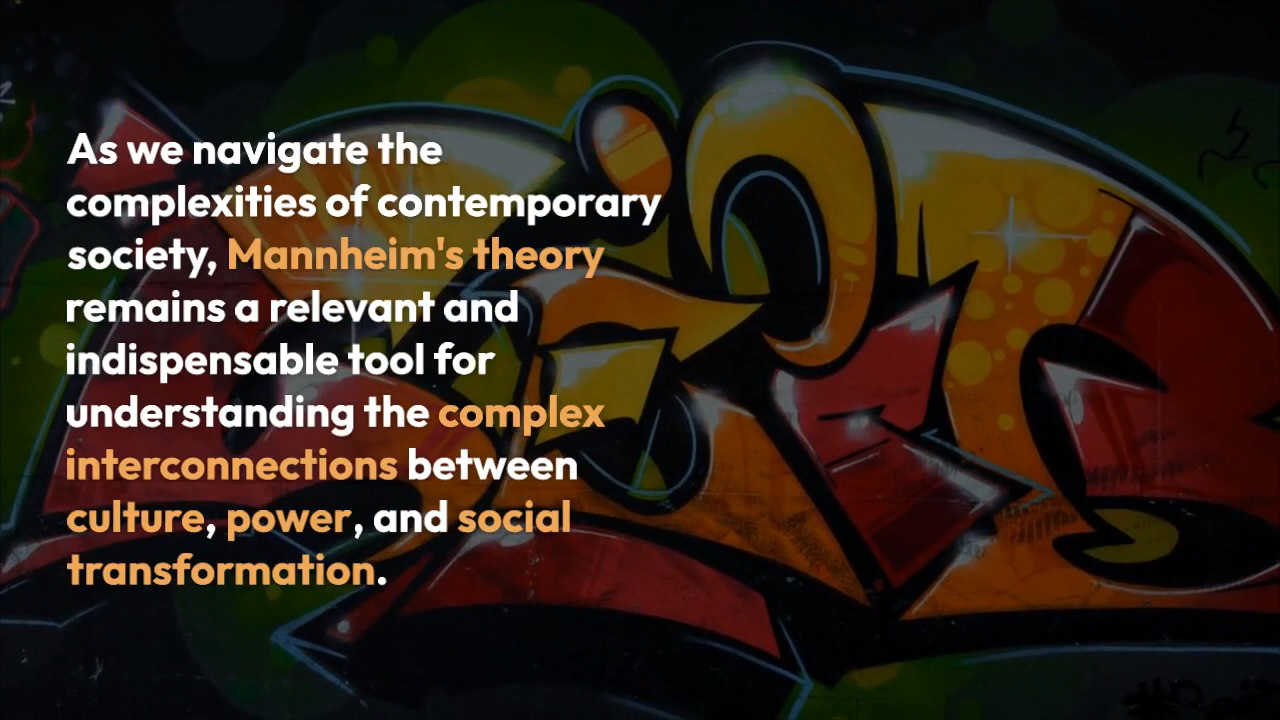 As we navigate the
complexities of contemporary
society, Mannheim's theory
remains a relevant and
indispensable tool for
understanding the complex
interconnections between
culture, power, and social
transformation.